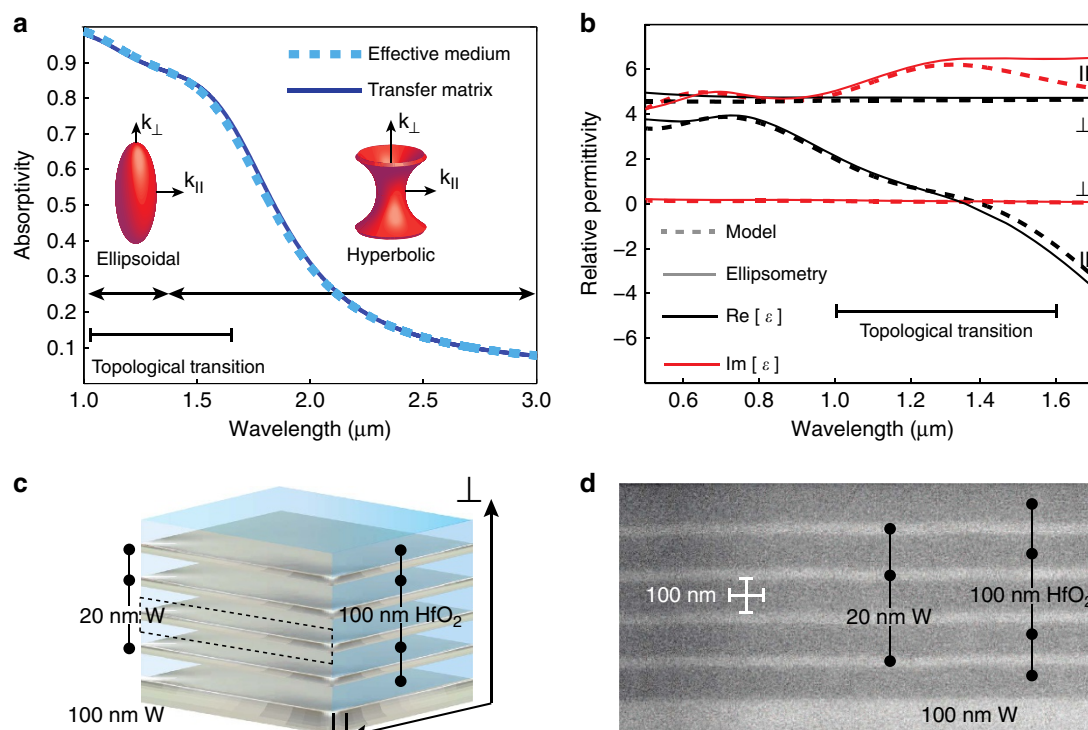 a
Absorptivity
0.9
0.8
0.7
0.6
0.5
0.4
0.3
0.2
0.1
Effective medium
Transfer matrix
k⊥
k||
Ellipsoidal
k⊥
k||
Hyperbolic
Topological transition
1.0 1.5 2.0 2.5 3.0
Wavelength (μm)
b
Relative permittivity
6
4
2
0
−2
−4
−6
||
⊥
⊥
||
Model
Ellipsometry
Re [ ε ]
Im [ ε ]
Topological transition
0.6 0.8 1.0 1.2 1.4 1.6
Wavelength (μm)
c
⊥
20 nm W
100 nm HfO₂
100 nm W
d
100 nm
20 nm W
100 nm HfO₂
100 nm W